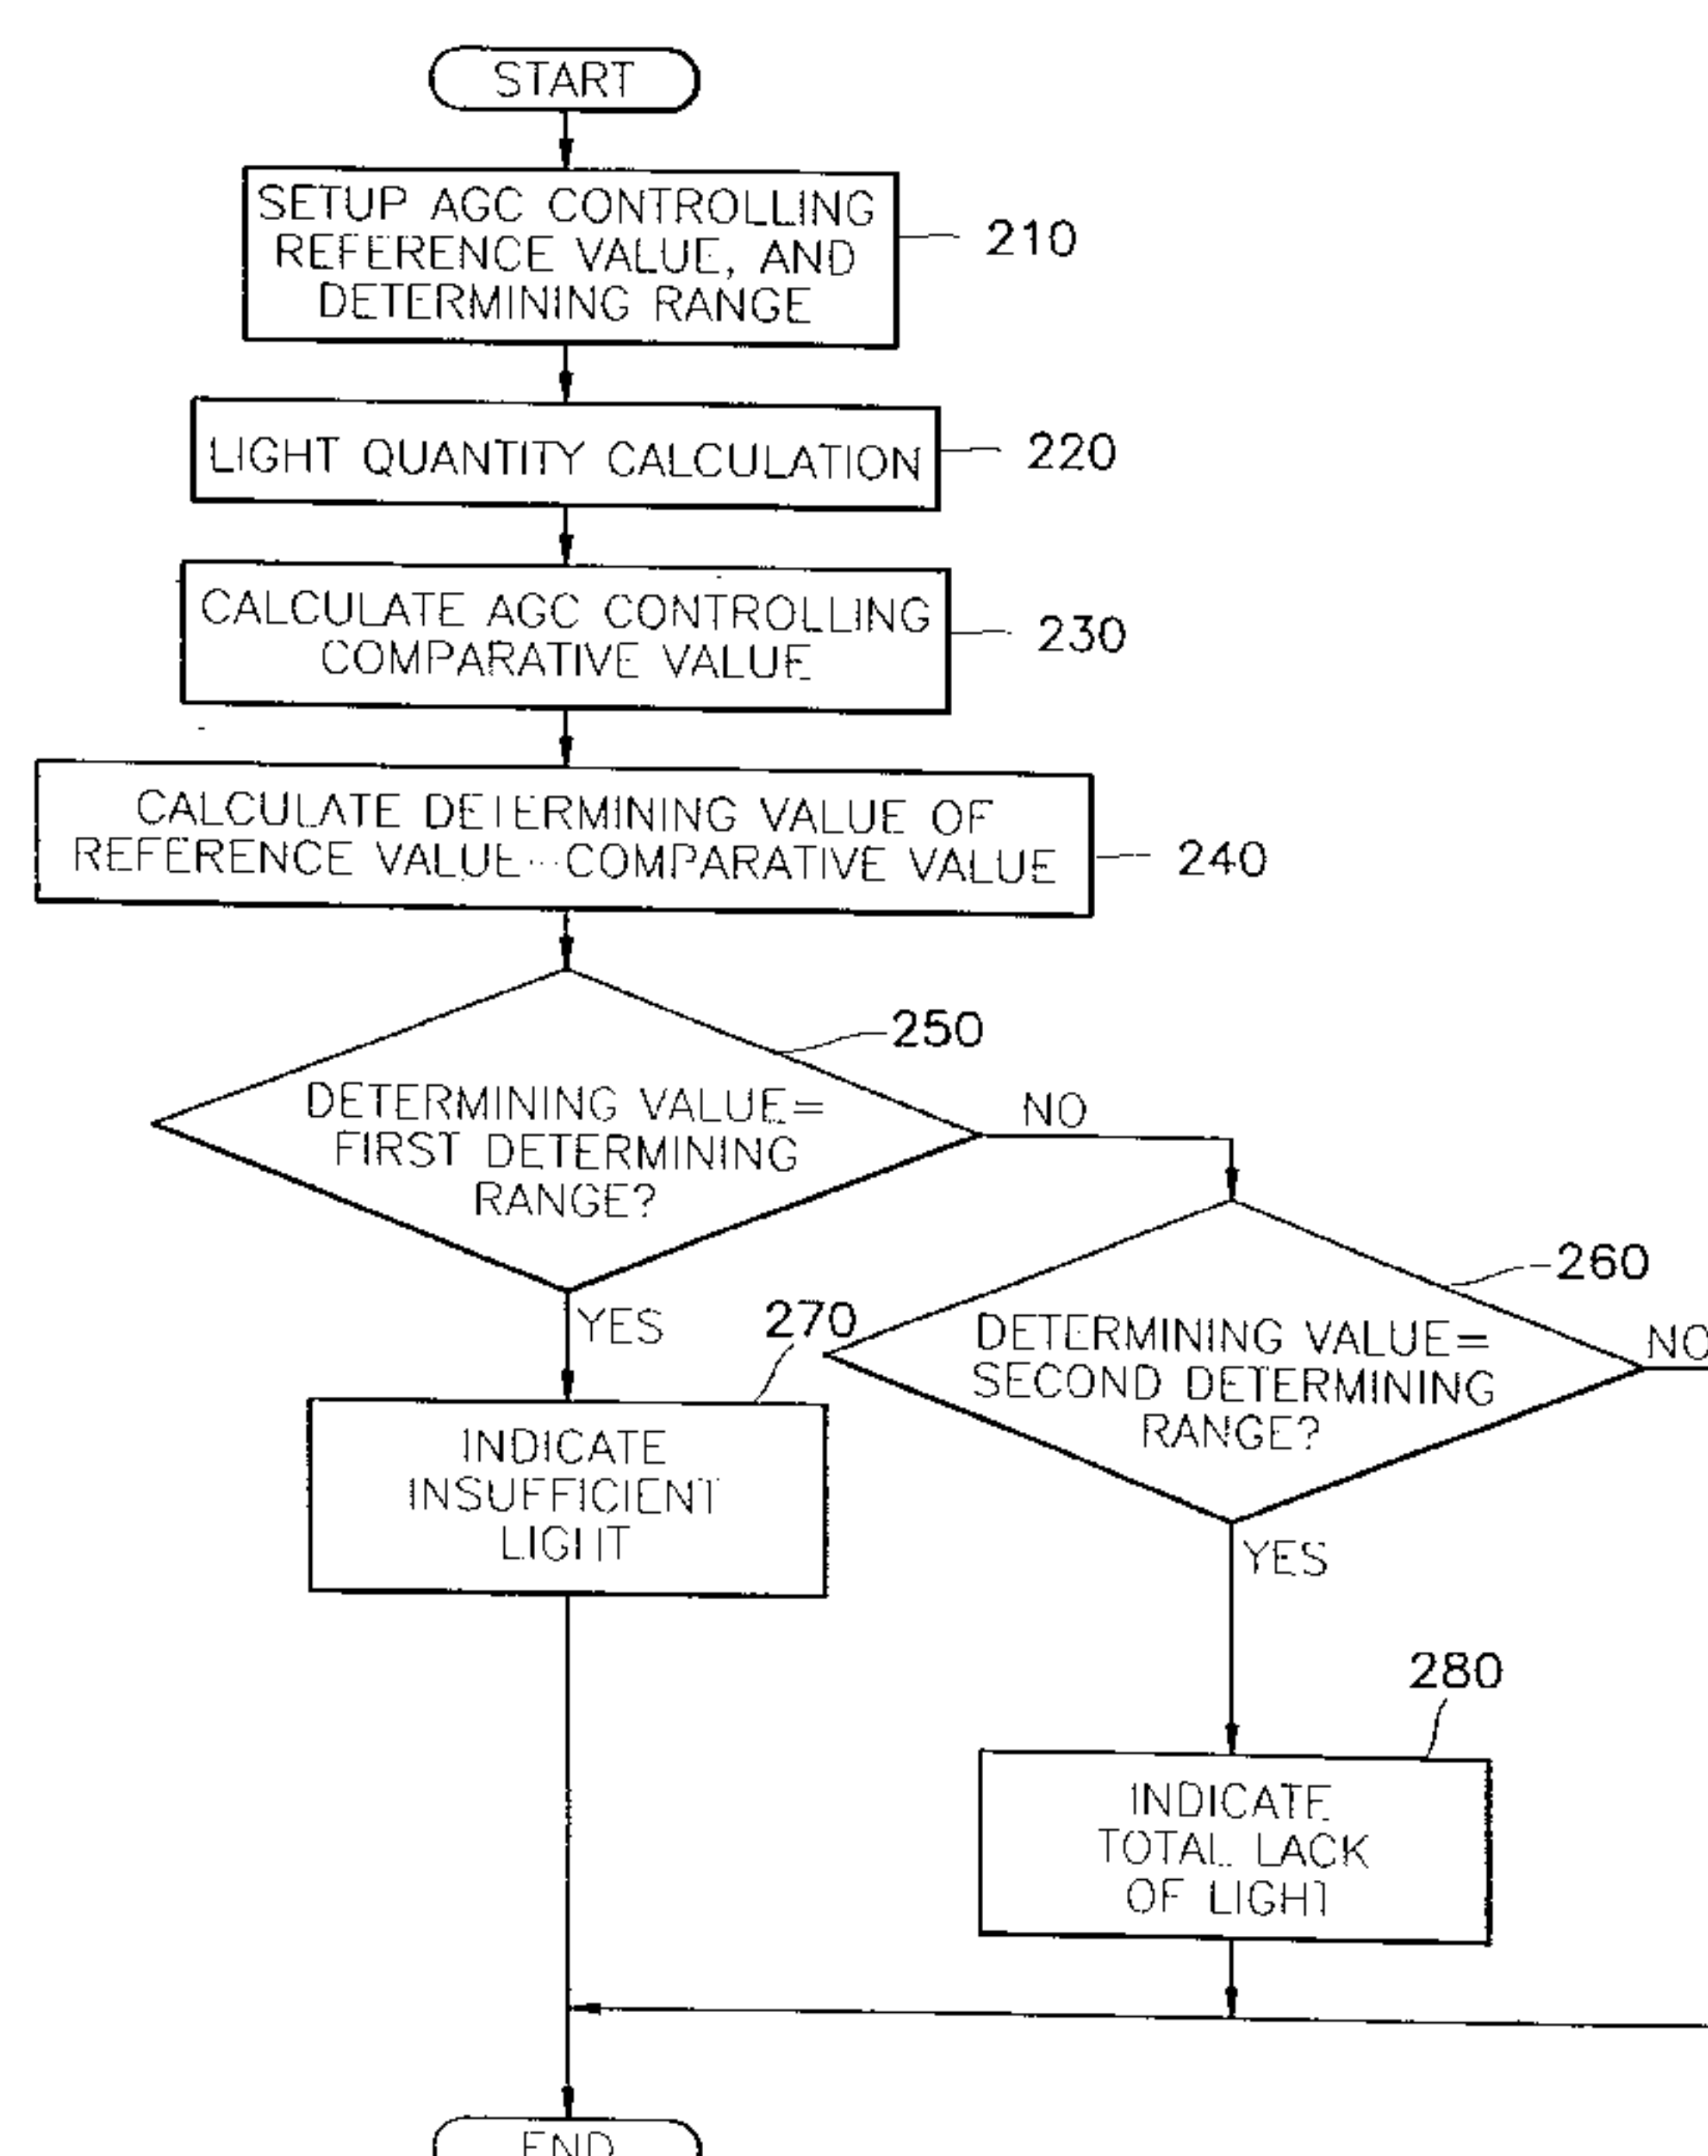 START
SETUP AGC CONTROLLING
REFERENCE VALUE, AND
DETERMINING RANGE
210
LIGHT QUANTITY CALCULATION
220
CALCULATE AGC CONTROLLING
COMPARATIVE VALUE
230
CALCULATE DETERMINING VALUE OF
REFERENCE VALUE-COMPARATIVE VALUE
240
250
DETERMINING VALUE=
FIRST DETERMINING
RANGE?
NO
YES
260
DETERMINING VALUE=
SECOND DETERMINING
RANGE?
NO
YES
270
INDICATE
INSUFFICIENT
LIGHT
280
INDICATE
TOTAL LACK
OF LIGHT
END